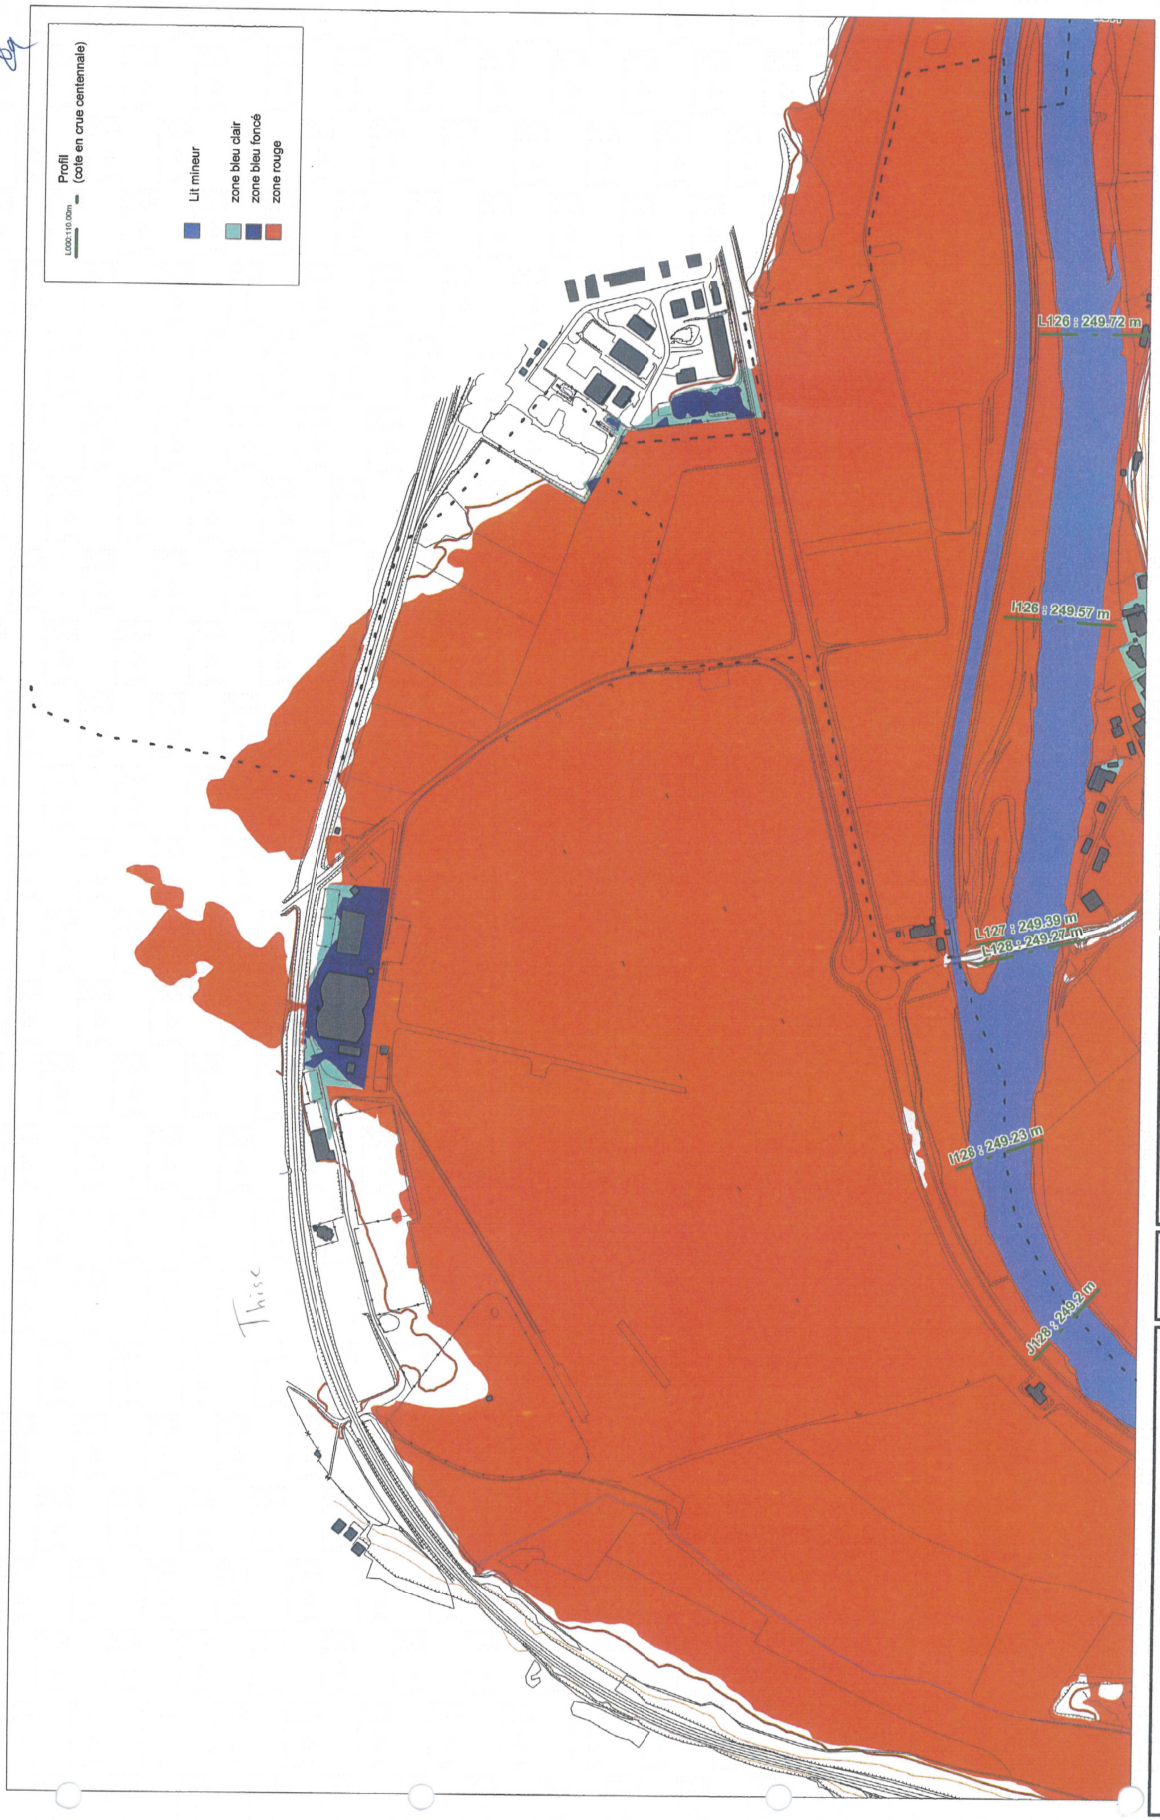 Profil
(cote en crue centennale)
L000:110.00m
Lit mineur
zone bleu clair
zone bleu foncé
zone rouge
L126 : 249.72 m
I126 : 249.57 m
L127 : 249.39 m
L128 : 249.27 m
I128 : 249.23 m
J128 : 249.2 m
Thise